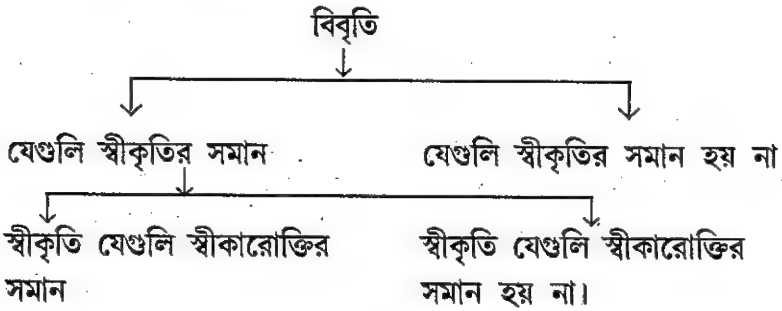 বিবৃতি
যেগুলি স্বীকৃতির সমান
যেগুলি স্বীকৃতির সমান হয় না
স্বীকৃতি যেগুলি স্বীকারোক্তির
সমান
স্বীকৃতি যেগুলি স্বীকারোক্তির
সমান হয় না।